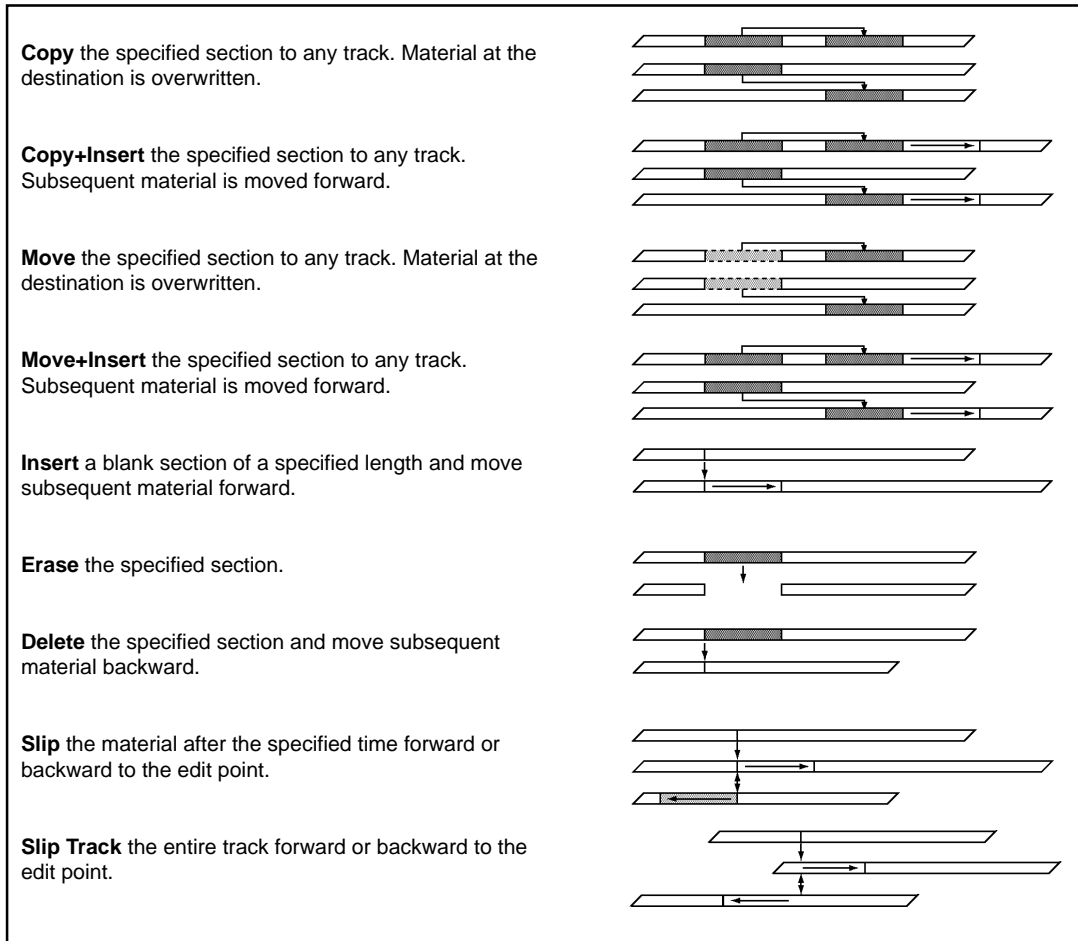 Copy the specified section to any track. Material at the
destination is overwritten.
Copy+Insert the specified section to any track.
Subsequent material is moved forward.
Move the specified section to any track. Material at the
destination is overwritten.
Move+Insert the specified section to any track.
Subsequent material is moved forward.
Insert a blank section of a specified length and move
subsequent material forward.
Erase the specified section.
Delete the specified section and move subsequent
material backward.
Slip the material after the specified time forward or
backward to the edit point.
Slip Track the entire track forward or backward to the
edit point.